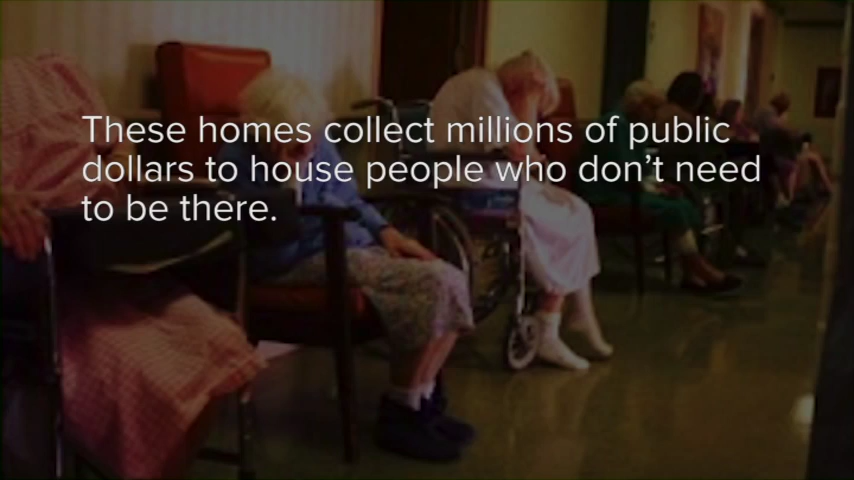 These homes collect millions of public
dollars to house people who don’t need
to be there.